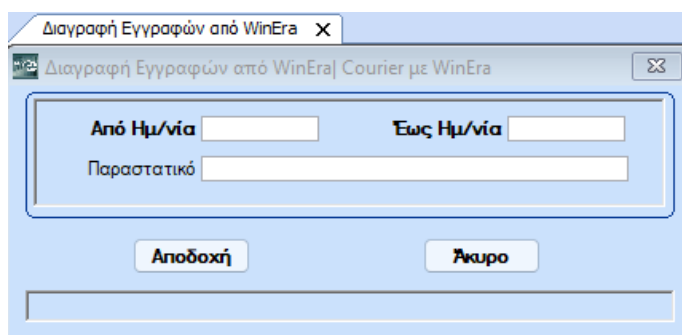 Διαγραφή Εγγραφών από WinEra X
Διαγραφή Εγγραφών από WinEra| Courier με WinEra
Από Ημ/νία Έως Ημ/νία
Παραστατικό
Αποδοχή Άκυρο